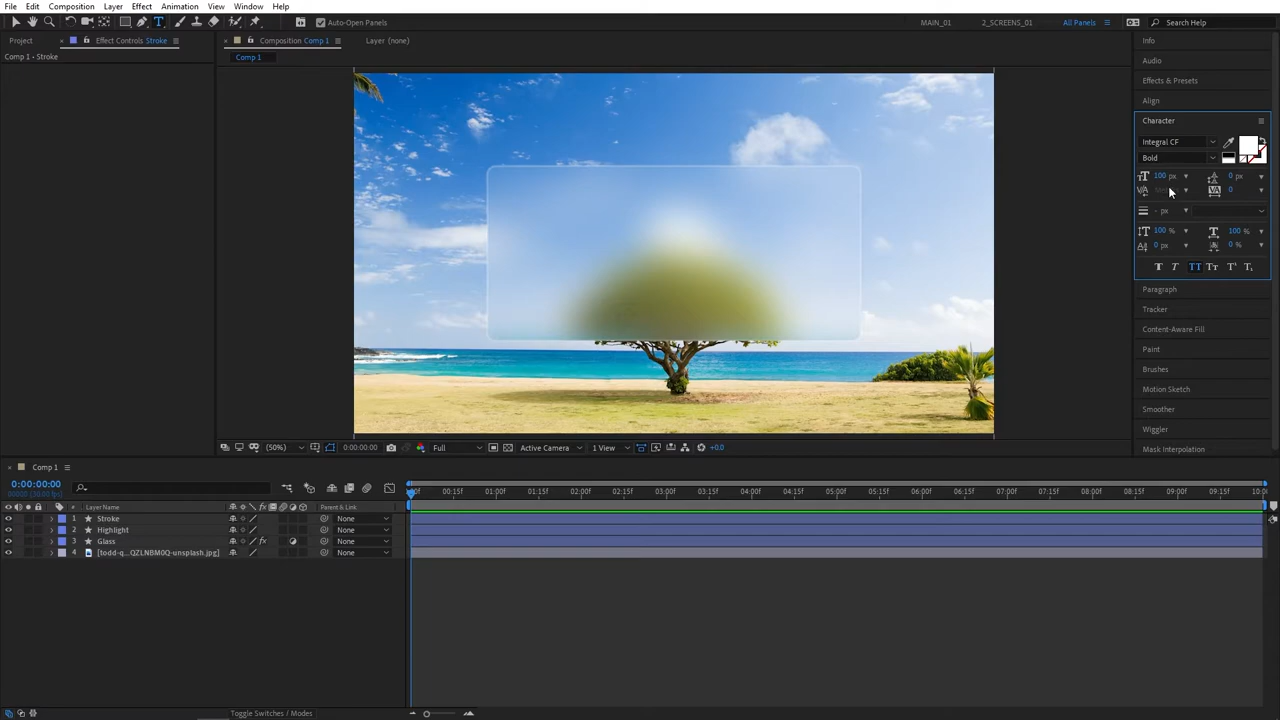 File Edit Composition Layer Effect Animation View Window Help
Auto-Open Panels MAIN_01 2_SCREENS_01 All Panels Search Help
Project Effect Controls Stroke Composition Comp 1 Layer (none) Info
Comp 1 • Stroke Comp 1
Audio
Effects & Presets
Align
Character
Integral CF
Bold
100 px 0 px
0
- px
100 % 100 %
0 px 0 %
Paragraph
Tracker
Content-Aware Fill
Paint
Brushes
Motion Sketch
Smoother
Wiggler
Mask Interpolation
(50%) 0:00:00:00 Full Active Camera 1 View +0.0
Comp 1
0:00:00:00
00000 (30.00 fps)
00f 00:15f 01:00f 01:15f 02:00f 02:15f 03:00f 03:15f 04:00f 04:15f 05:00f 05:15f 06:00f 06:15f 07:00f 07:15f 08:00f 08:15f 09:00f 09:15f 10:00
# Layer Name Parent & Link
1 Stroke None
2 Highlight None
3 Glass None
4 [todd-q...QZLNBM0Q-unsplash.jpg] None
Toggle Switches / Modes